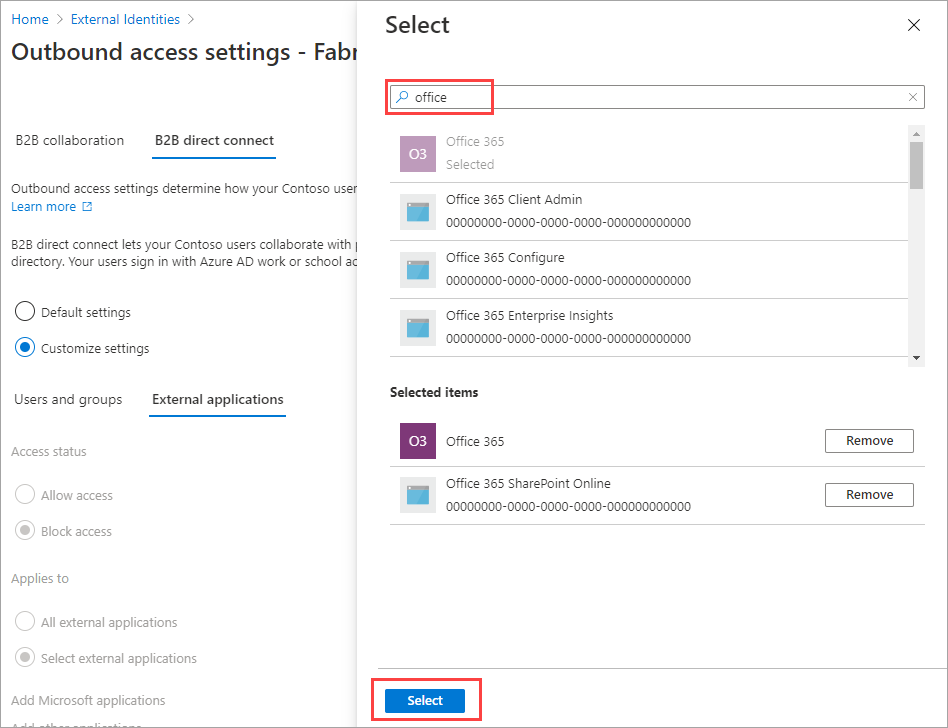 Home > External Identities >
Outbound access settings - Fabr
B2B collaboration
B2B direct connect
Outbound access settings determine how your Contoso user
Learn more
B2B direct connect lets your Contoso users collaborate with p
directory. Your users sign in with Azure AD work or school ac
Default settings
Customize settings
Users and groups
External applications
Access status
Allow access
Block access
Applies to
All external applications
Select external applications
Add Microsoft applications
Add other applications
Select
office
O3
Office 365
Selected
Office 365 Client Admin
00000000-0000-0000-0000-000000000000
Office 365 Configure
00000000-0000-0000-0000-000000000000
Office 365 Enterprise Insights
00000000-0000-0000-0000-000000000000
Selected items
O3
Office 365
Remove
Office 365 SharePoint Online
00000000-0000-0000-0000-000000000000
Remove
Select